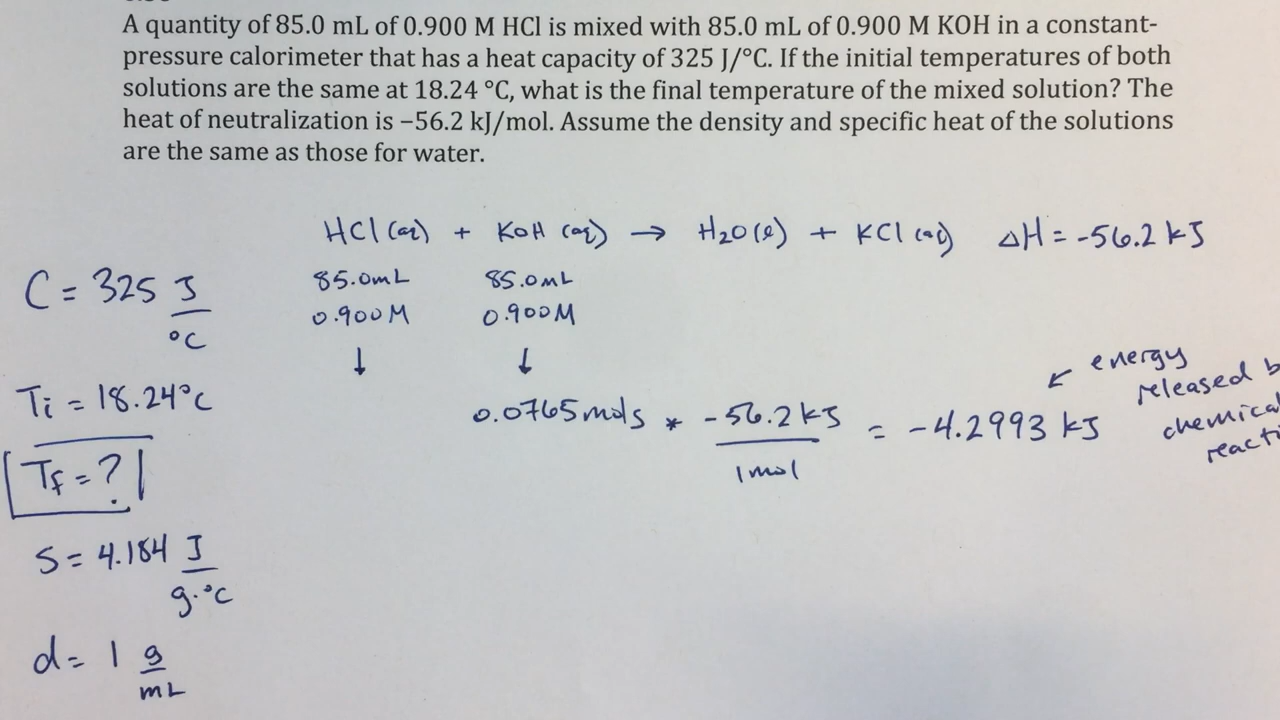 A quantity of 85.0 mL of 0.900 M HCl is mixed with 85.0 mL of 0.900 M KOH in a constant-
pressure calorimeter that has a heat capacity of 325 J/°C. If the initial temperatures of both
solutions are the same at 18.24 °C, what is the final temperature of the mixed solution? The
heat of neutralization is −56.2 kJ/mol. Assume the density and specific heat of the solutions
are the same as those for water.
HCl (aq) + KOH (aq) → H₂O(l) + KCl (aq) ΔH = -56.2 kJ
85.0mL 85.0mL
0.900M 0.900M
↓ ↓
0.0765mols * -56.2 kJ / 1mol = -4.2993 kJ
↙ energy
released
chemical
C = 325 J/°C
Ti = 18.24°C
Tf = ?
S = 4.184 J/g·°C
d = 1 g/mL